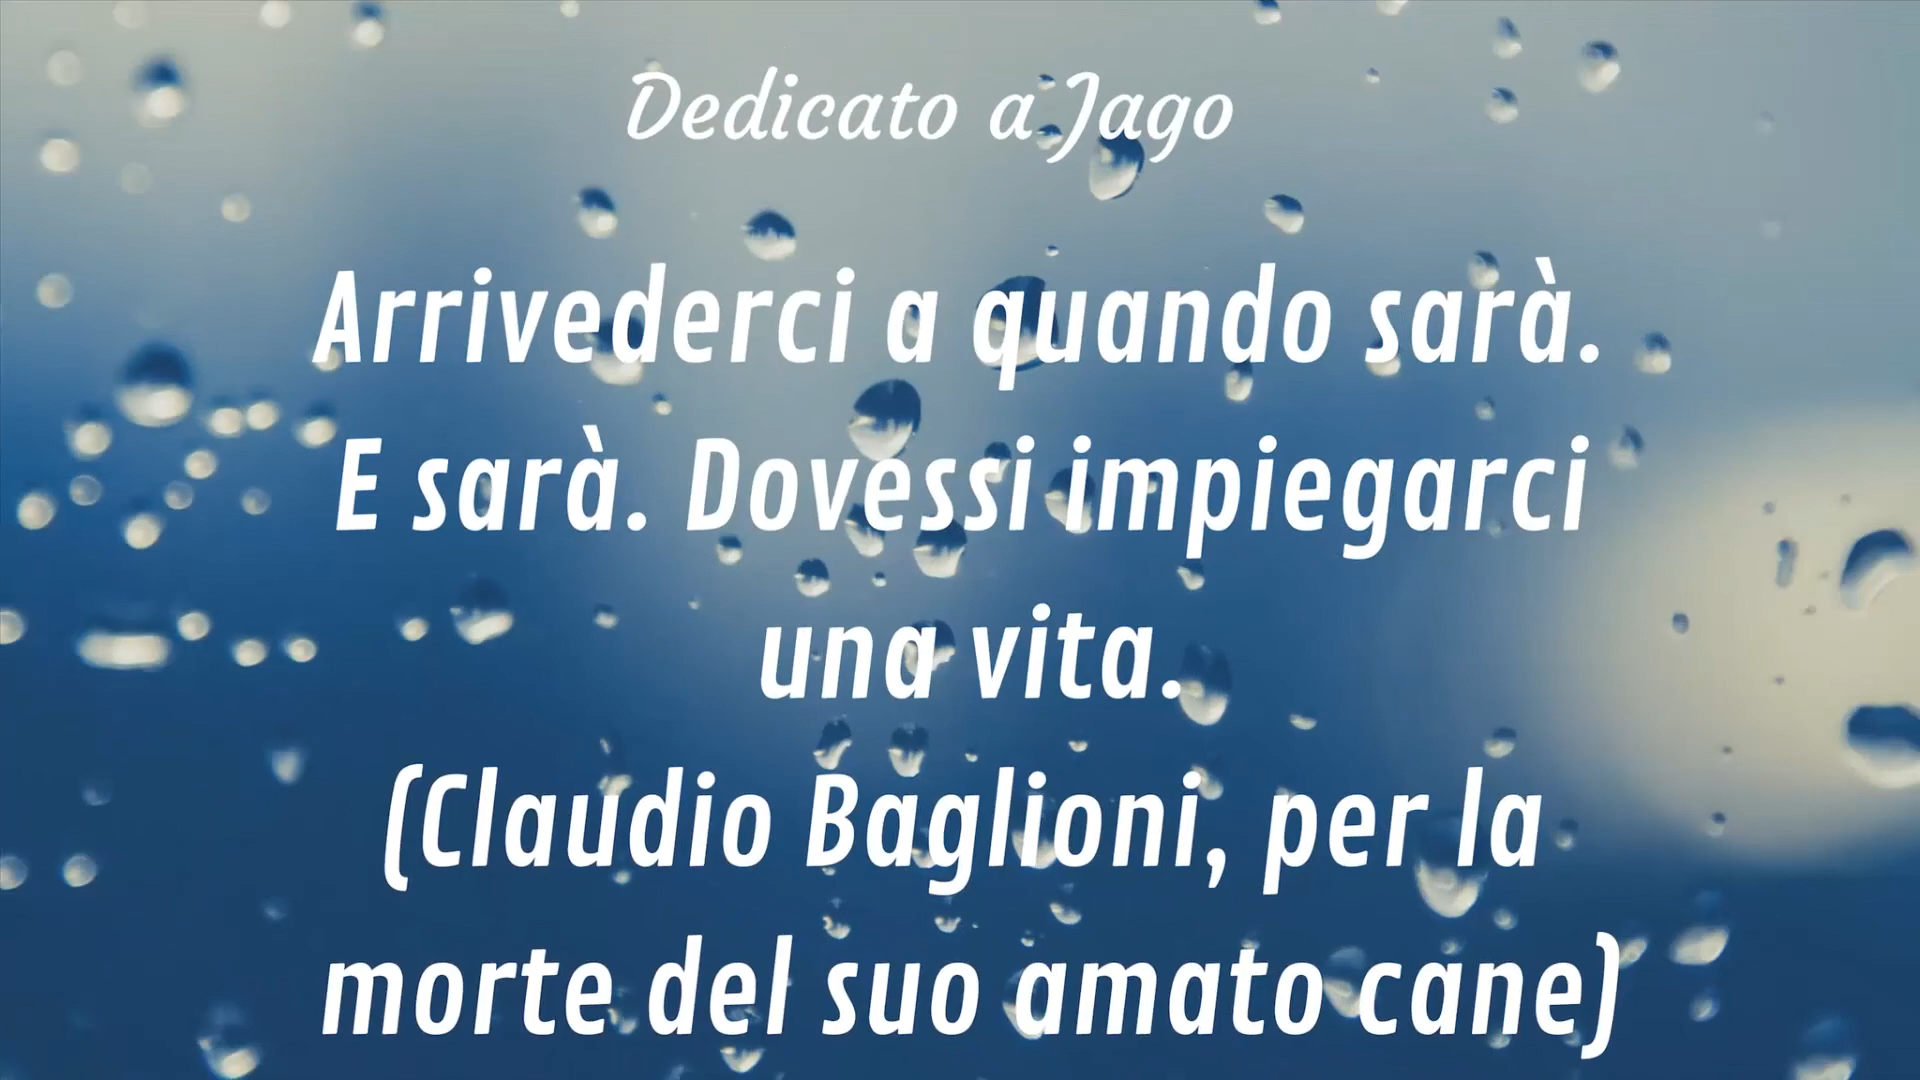 Dedicato a Jago
Arrivederci a quando sarà.
E sarà. Dovessi impiegarci
una vita.
(Claudio Baglioni, per la
morte del suo amato cane)